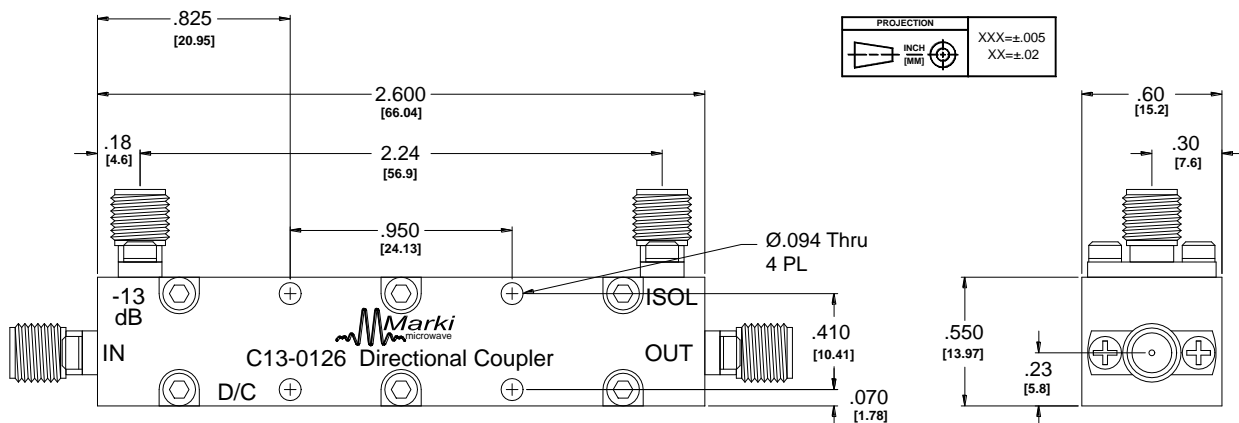 .825
[20.95]
PROJECTION
INCH
[MM]
XXX=±.005
XX=±.02
2.600
[66.04]
.60
[15.2]
.18
[4.6]
2.24
[56.9]
.30
[7.6]
.950
[24.13]
Ø.094 Thru
4 PL
-13
dB
ISOL
Marki
microwave
IN
C13-0126 Directional Coupler
OUT
D/C
.410
[10.41]
.070
[1.78]
.550
[13.97]
.23
[5.8]